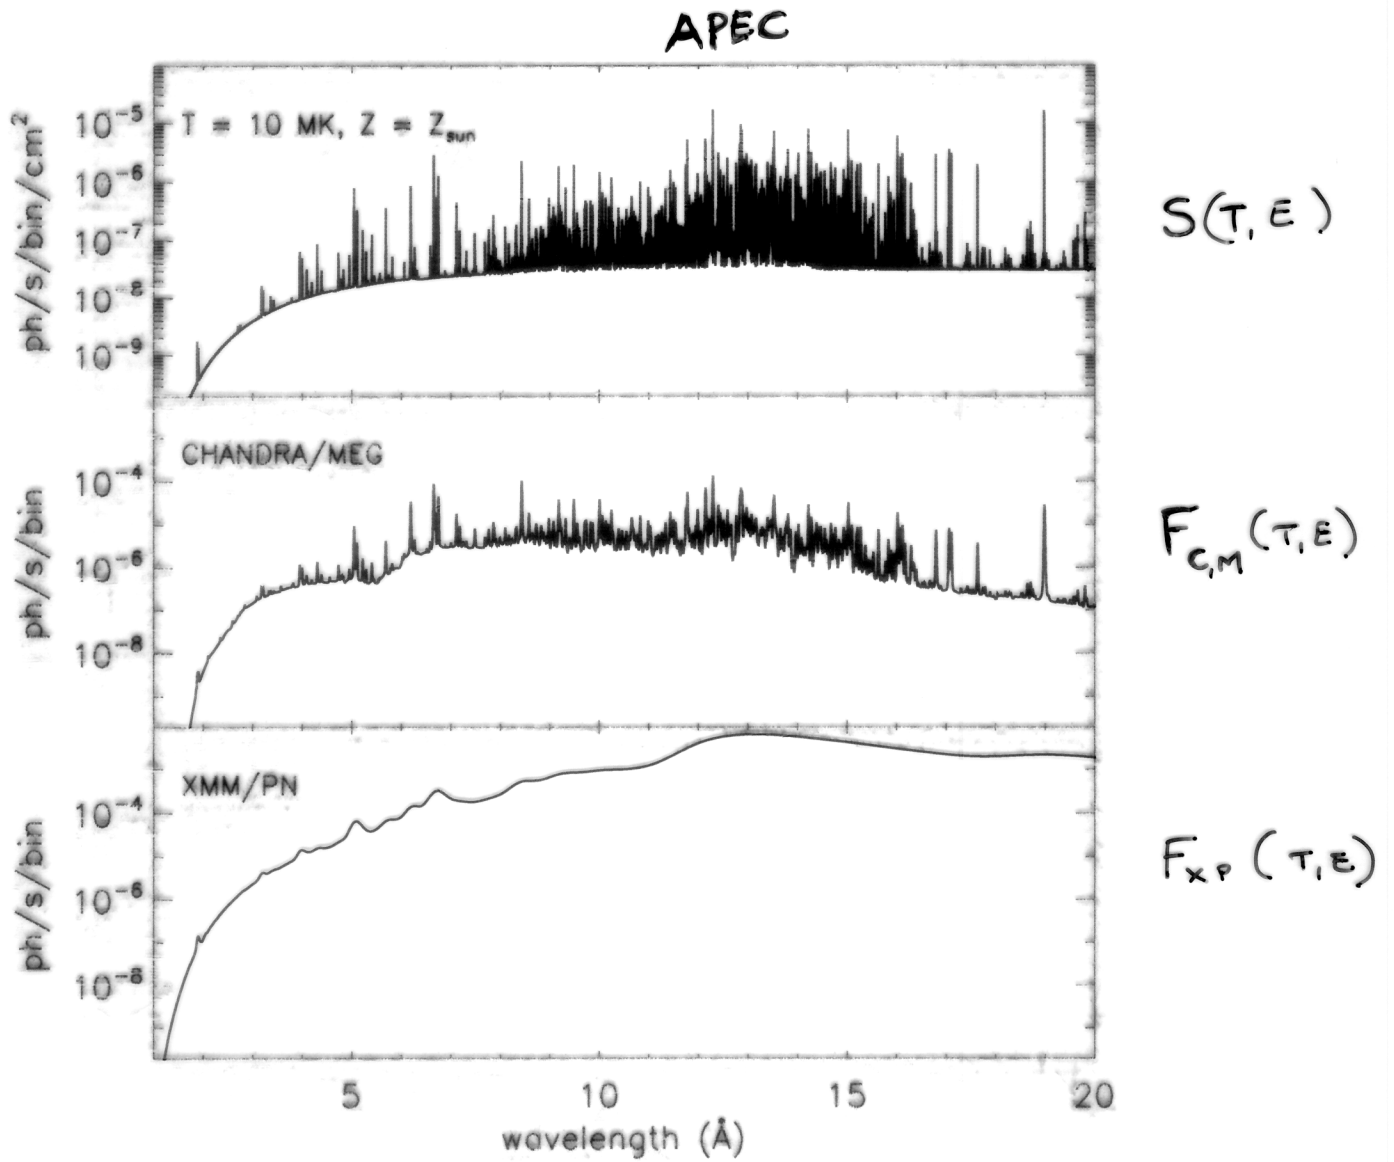 APEC
T = 10 MK, Z = Z_sun
ph/s/bin/cm²
10⁻⁵
10⁻⁶
10⁻⁷
10⁻⁸
10⁻⁹
S(T, E)
CHANDRA/MEG
ph/s/bin
10⁻⁴
10⁻⁶
10⁻⁸
F_C,M (T, E)
XMM/PN
ph/s/bin
10⁻⁴
10⁻⁶
10⁻⁸
F_XP (T, E)
5 10 15 20
wavelength (Å)